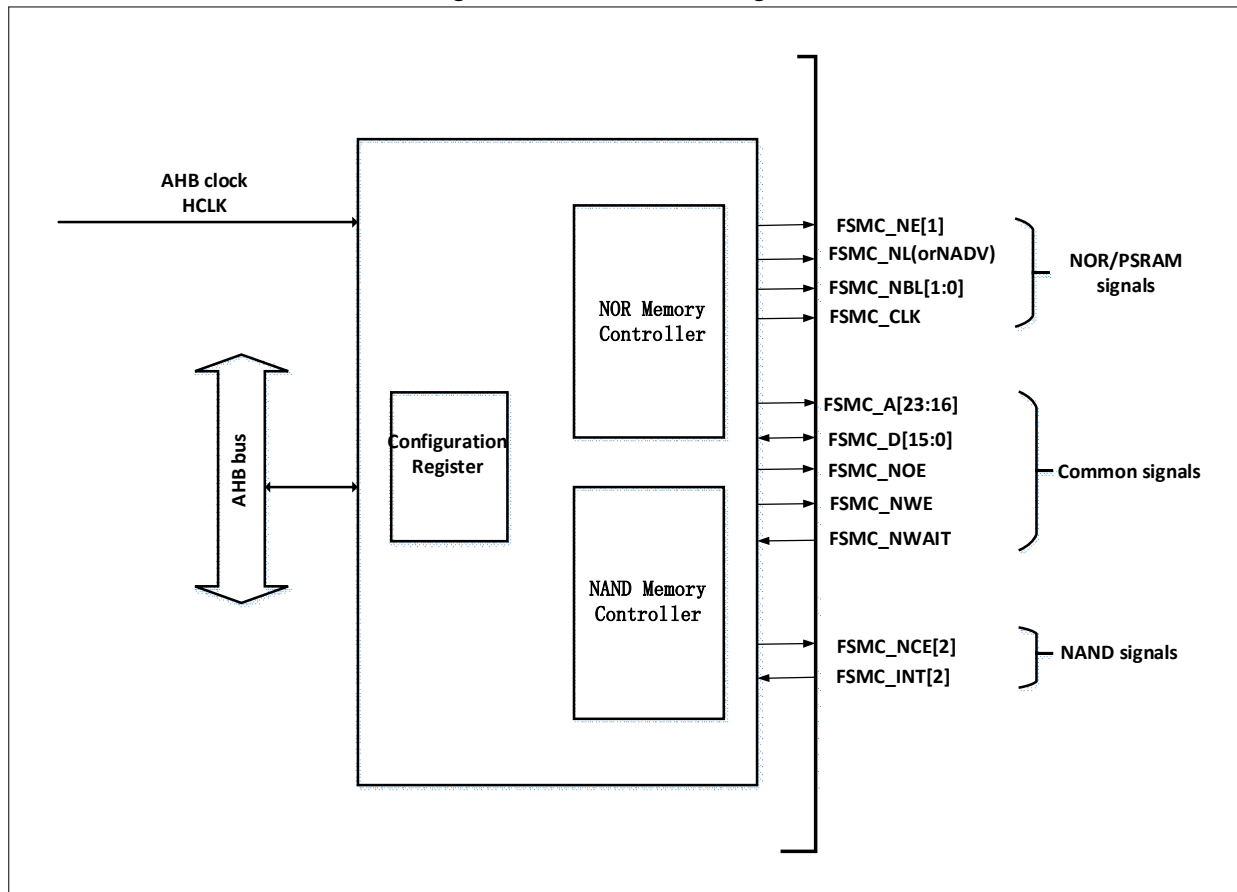 AHB clock
HCLK
AHB bus
Configuration
Register
NOR Memory
Controller
NAND Memory
Controller
FSMC_NE[1]
FSMC_NL(orNADV)
FSMC_NBL[1:0]
FSMC_CLK
NOR/PSRAM
signals
FSMC_A[23:16]
FSMC_D[15:0]
FSMC_NOE
FSMC_NWE
FSMC_NWAIT
Common signals
FSMC_NCE[2]
FSMC_INT[2]
NAND signals